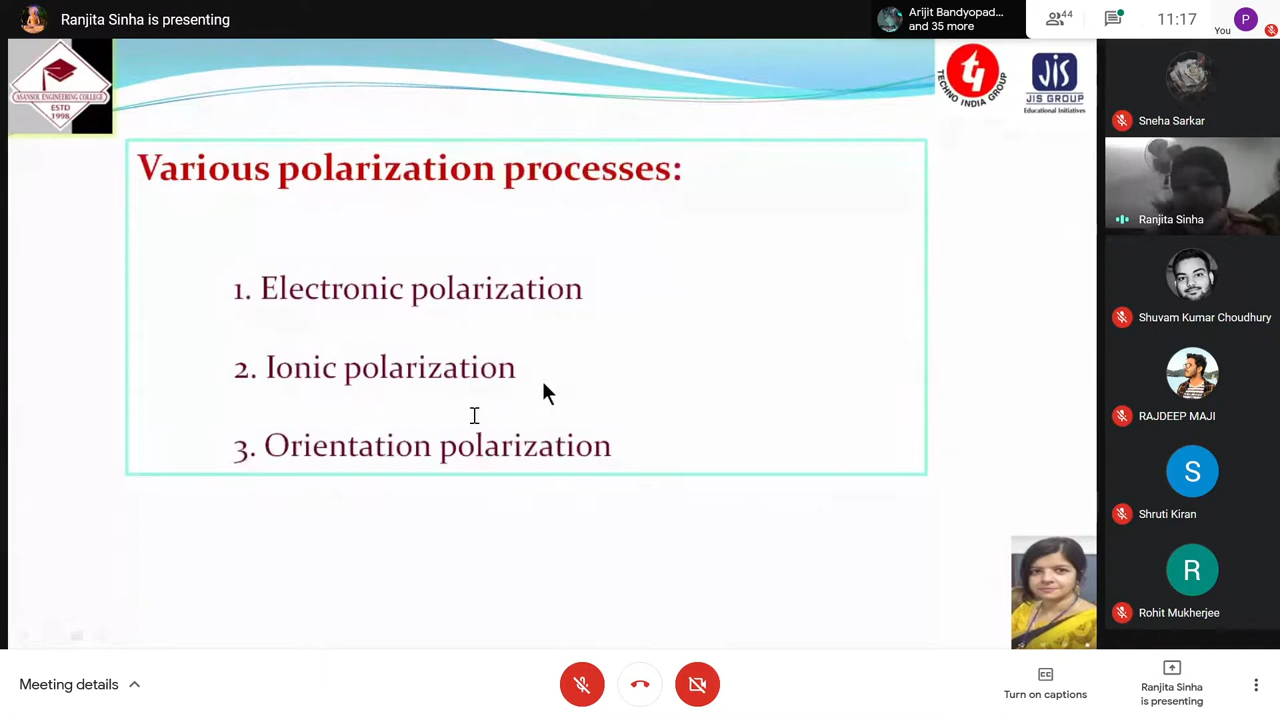 Ranjita Sinha is presenting
Arijit Bandyopad...
and 35 more
44
11:17
You
P
ASANSOL ENGINEERING COLLEGE
ESTD
1998
TECHNO INDIA GROUP
JIS
JIS GROUP
Educational Initiatives
Various polarization processes:
1. Electronic polarization
2. Ionic polarization
3. Orientation polarization
Sneha Sarkar
Ranjita Sinha
Shuvam Kumar Choudhury
RAJDEEP MAJI
S
Shruti Kiran
R
Rohit Mukherjee
Meeting details
CC
Turn on captions
Ranjita Sinha
is presenting